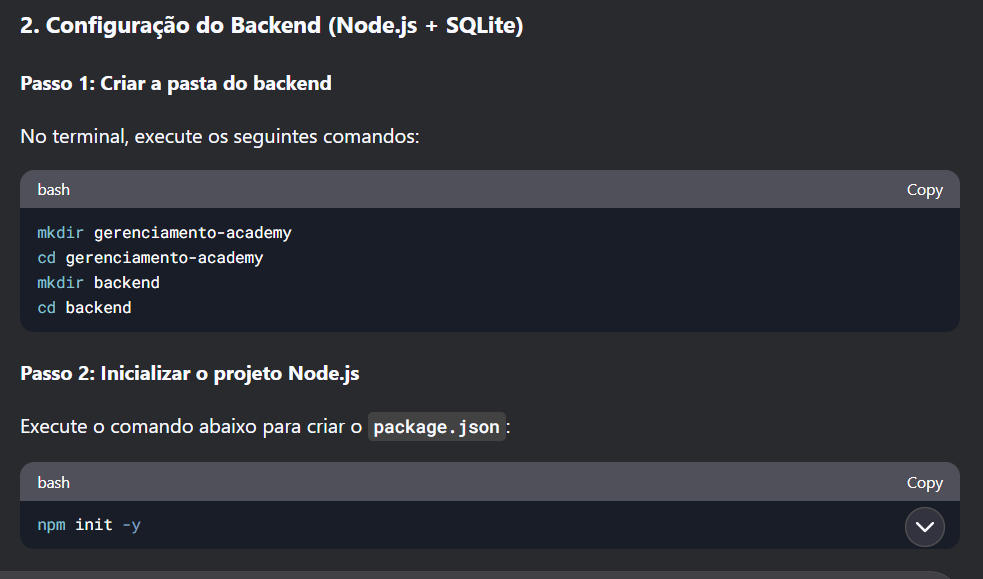 2. Configuração do Backend (Node.js + SQLite)
Passo 1: Criar a pasta do backend
No terminal, execute os seguintes comandos:
bash
Copy
mkdir gerenciamento-academy
cd gerenciamento-academy
mkdir backend
cd backend
Passo 2: Inicializar o projeto Node.js
Execute o comando abaixo para criar o package.json:
bash
Copy
npm init -y